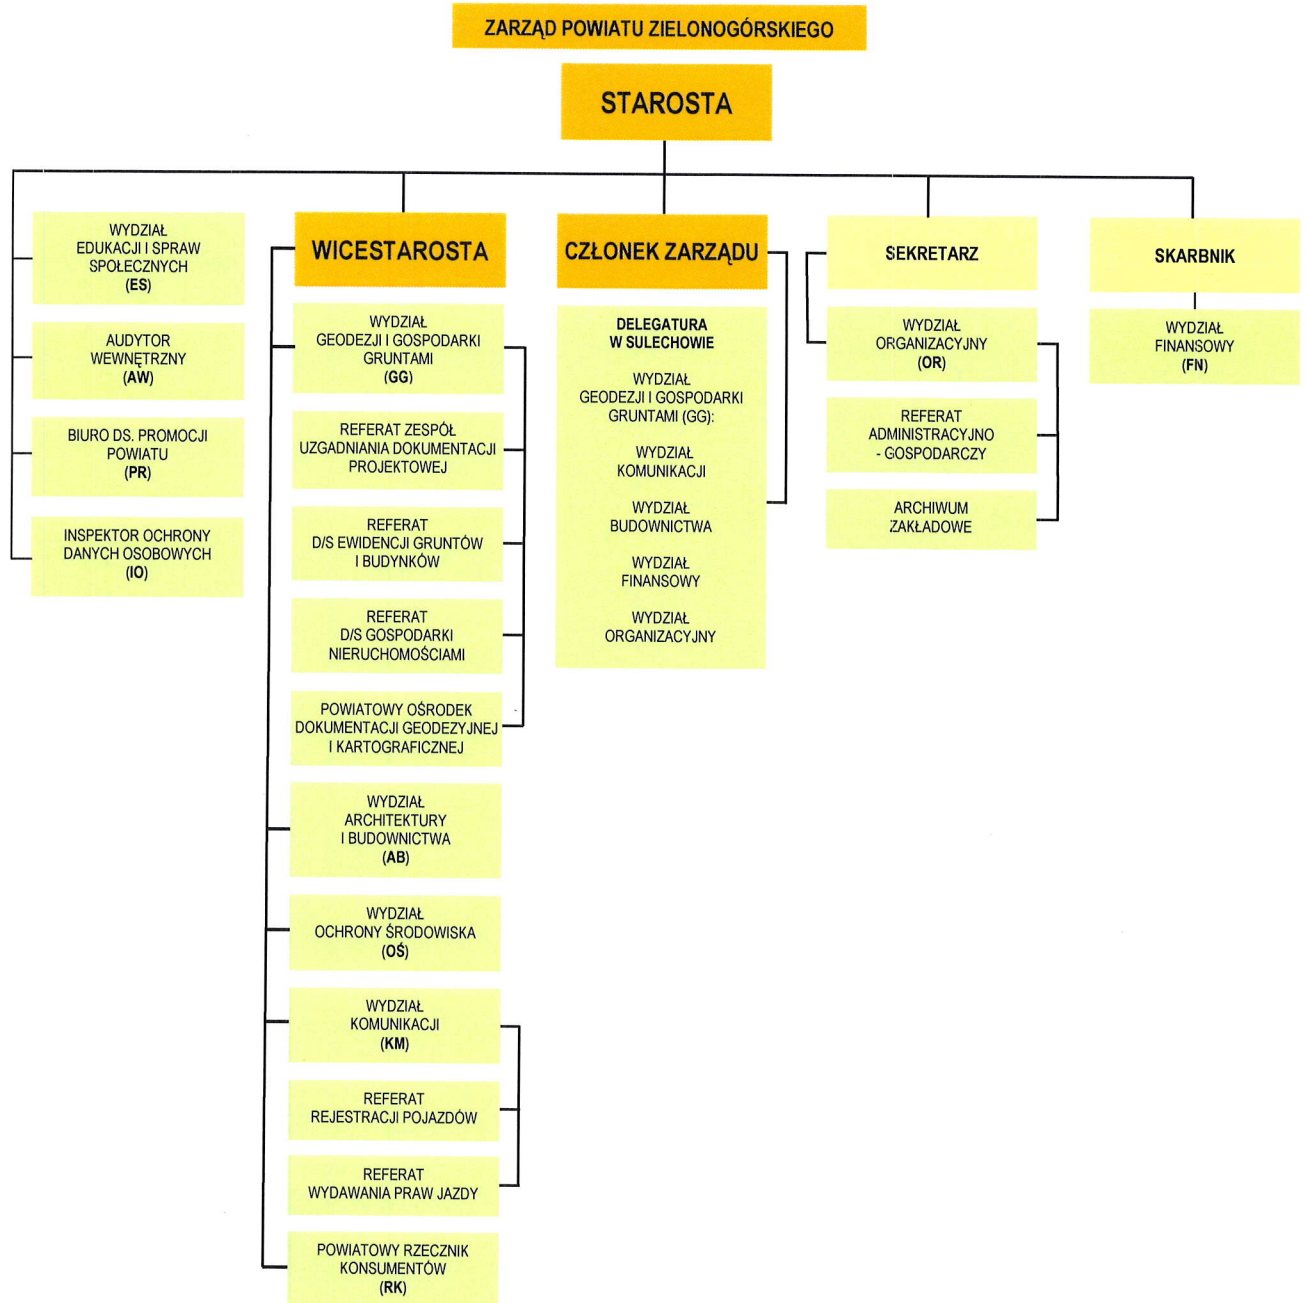 ZARZĄD POWIATU ZIELONOGÓRSKIEGO
STAROSTA
WYDZIAŁ
EDUKACJI I SPRAW
SPOŁECZNYCH
(ES)
AUDYTOR
WEWNĘTRZNY
(AW)
BIURO DS. PROMOCJI
POWIATU
(PR)
INSPEKTOR OCHRONY
DANYCH OSOBOWYCH
(IO)
WICESTAROSTA
WYDZIAŁ
GEODEZJI I GOSPODARKI
GRUNTAMI
(GG)
REFERAT ZESPÓŁ
UZGADNIANIA DOKUMENTACJI
PROJEKTOWEJ
REFERAT
D/S EWIDENCJI GRUNTÓW
I BUDYNKÓW
REFERAT
D/S GOSPODARKI
NIERUCHOMOŚCIAMI
POWIATOWY OŚRODEK
DOKUMENTACJI GEODEZYJNEJ
I KARTOGRAFICZNEJ
WYDZIAŁ
ARCHITEKTURY
I BUDOWNICTWA
(AB)
WYDZIAŁ
OCHRONY ŚRODOWISKA
(OŚ)
WYDZIAŁ
KOMUNIKACJI
(KM)
REFERAT
REJESTRACJI POJAZDÓW
REFERAT
WYDAWANIA PRAW JAZDY
POWIATOWY RZECZNIK
KONSUMENTÓW
(RK)
CZŁONEK ZARZĄDU
DELEGATURA
W SULECHOWIE
WYDZIAŁ
GEODEZJI I GOSPODARKI
GRUNTAMI (GG):
WYDZIAŁ
KOMUNIKACJI
WYDZIAŁ
BUDOWNICTWA
WYDZIAŁ
FINANSOWY
WYDZIAŁ
ORGANIZACYJNY
SEKRETARZ
WYDZIAŁ
ORGANIZACYJNY
(OR)
REFERAT
ADMINISTRACYJNO
- GOSPODARCZY
ARCHIWUM
ZAKŁADOWE
SKARBNIK
WYDZIAŁ
FINANSOWY
(FN)